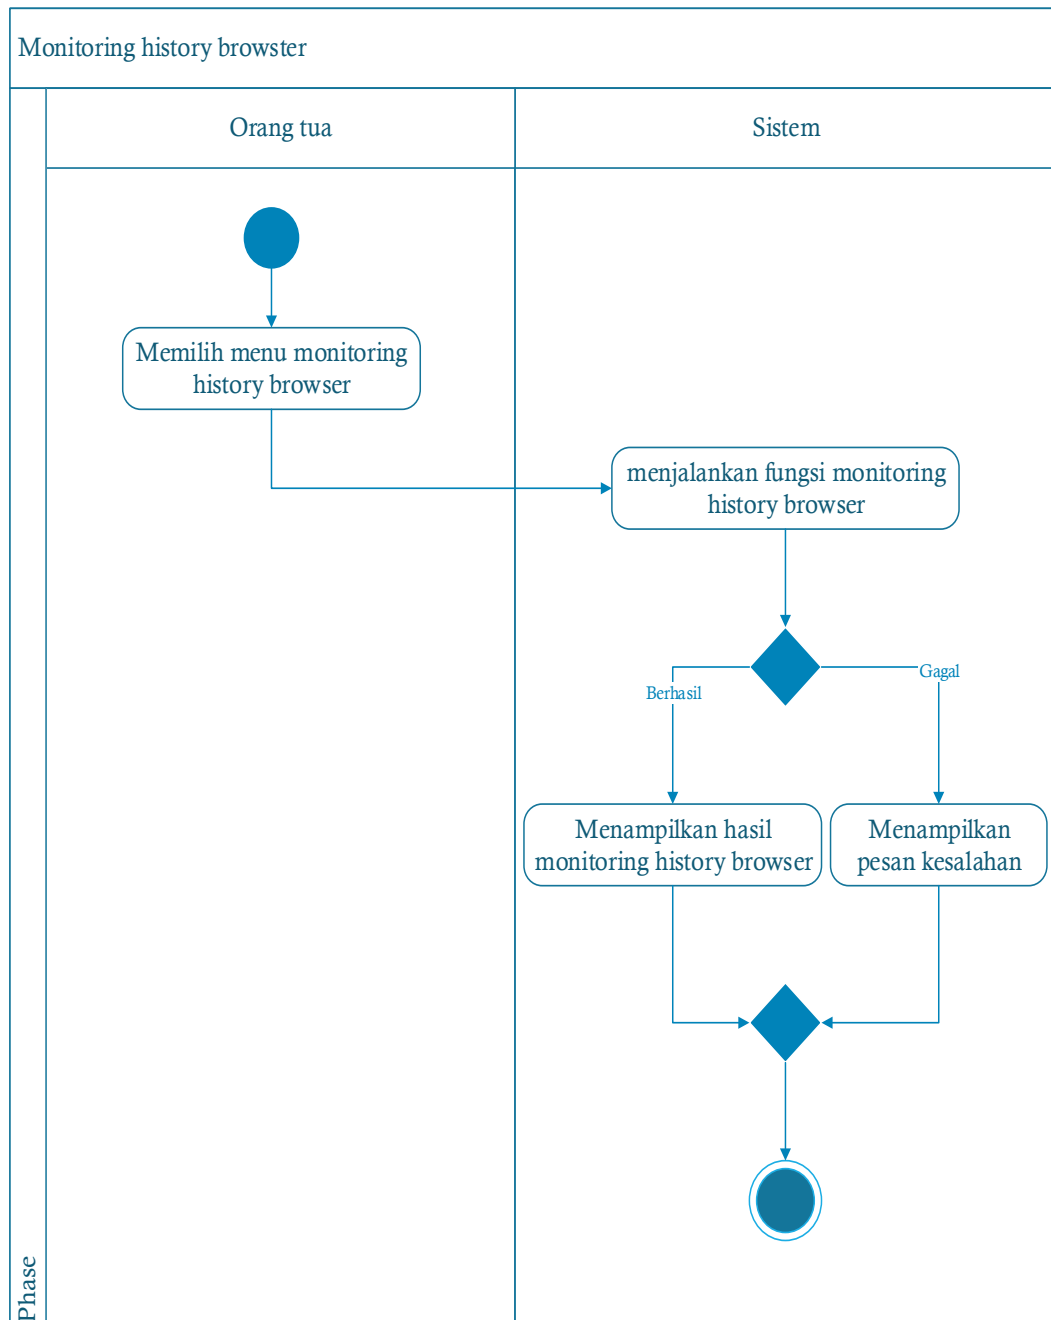 Monitoring history browster
Orang tua
Sistem
Memilih menu monitoring
history browser
menjalankan fungsi monitoring
history browser
Berhasil
Gagal
Menampilkan hasil
monitoring history browser
Menampilkan
pesan kesalahan
Phase